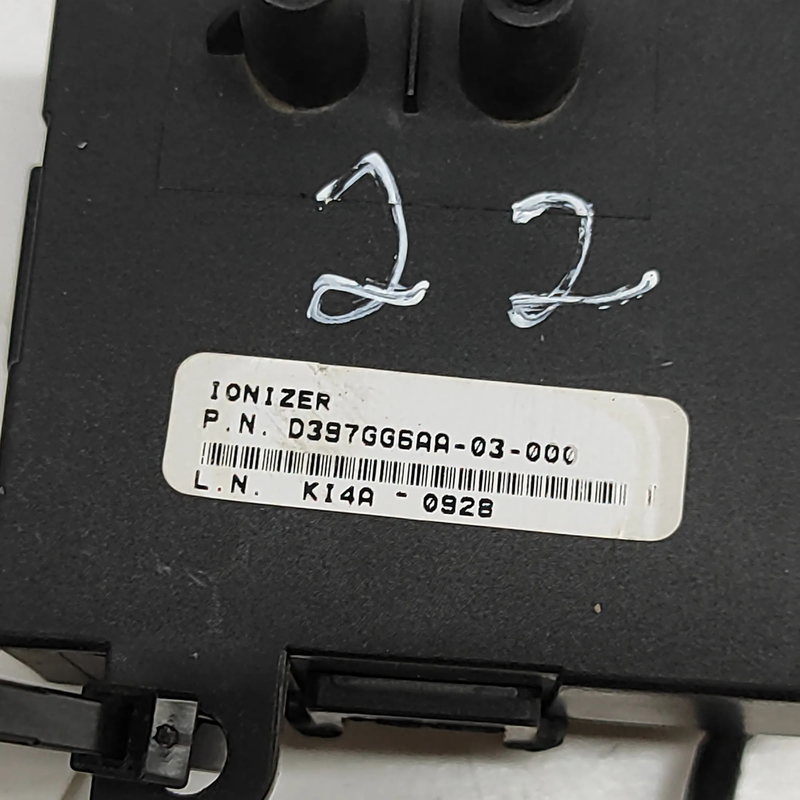 22
IONIZER
P.N. D397GG6AA-03-000
L.N. KI4A - 0928